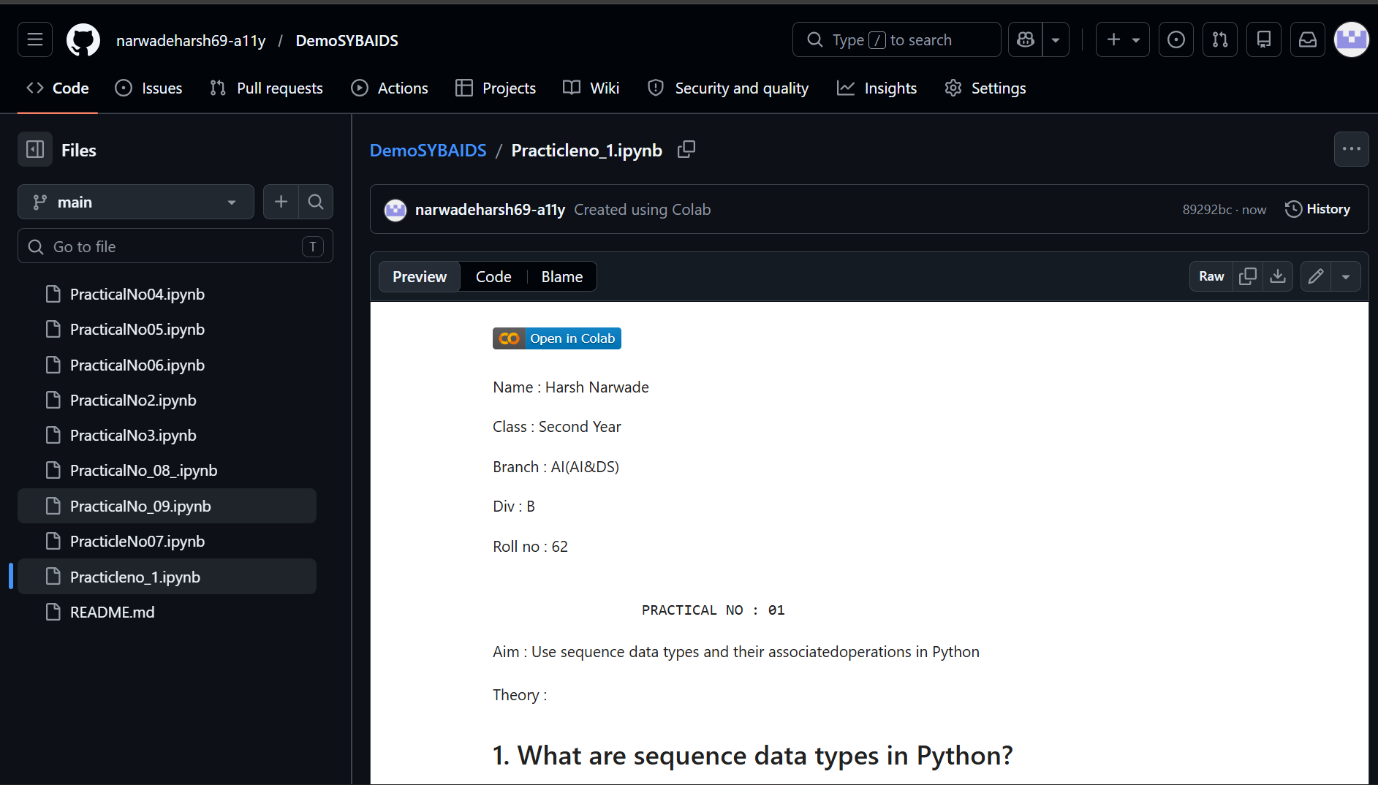 narwadeharsh69-a11y / DemoSYBAIDS
Type / to search
Code
Issues
Pull requests
Actions
Projects
Wiki
Security and quality
Insights
Settings
Files
main
Go to file
T
PracticalNo04.ipynb
PracticalNo05.ipynb
PracticalNo06.ipynb
PracticalNo2.ipynb
PracticalNo3.ipynb
PracticalNo_08_.ipynb
PracticalNo_09.ipynb
PracticleNo07.ipynb
Practicleno_1.ipynb
README.md
DemoSYBAIDS / Practicleno_1.ipynb
narwadeharsh69-a11y Created using Colab
89292bc · now
History
Preview
Code
Blame
Raw
CO Open in Colab
Name : Harsh Narwade
Class : Second Year
Branch : AI(AI&DS)
Div : B
Roll no : 62
PRACTICAL NO : 01
Aim : Use sequence data types and their associatedoperations in Python
Theory :
1. What are sequence data types in Python?